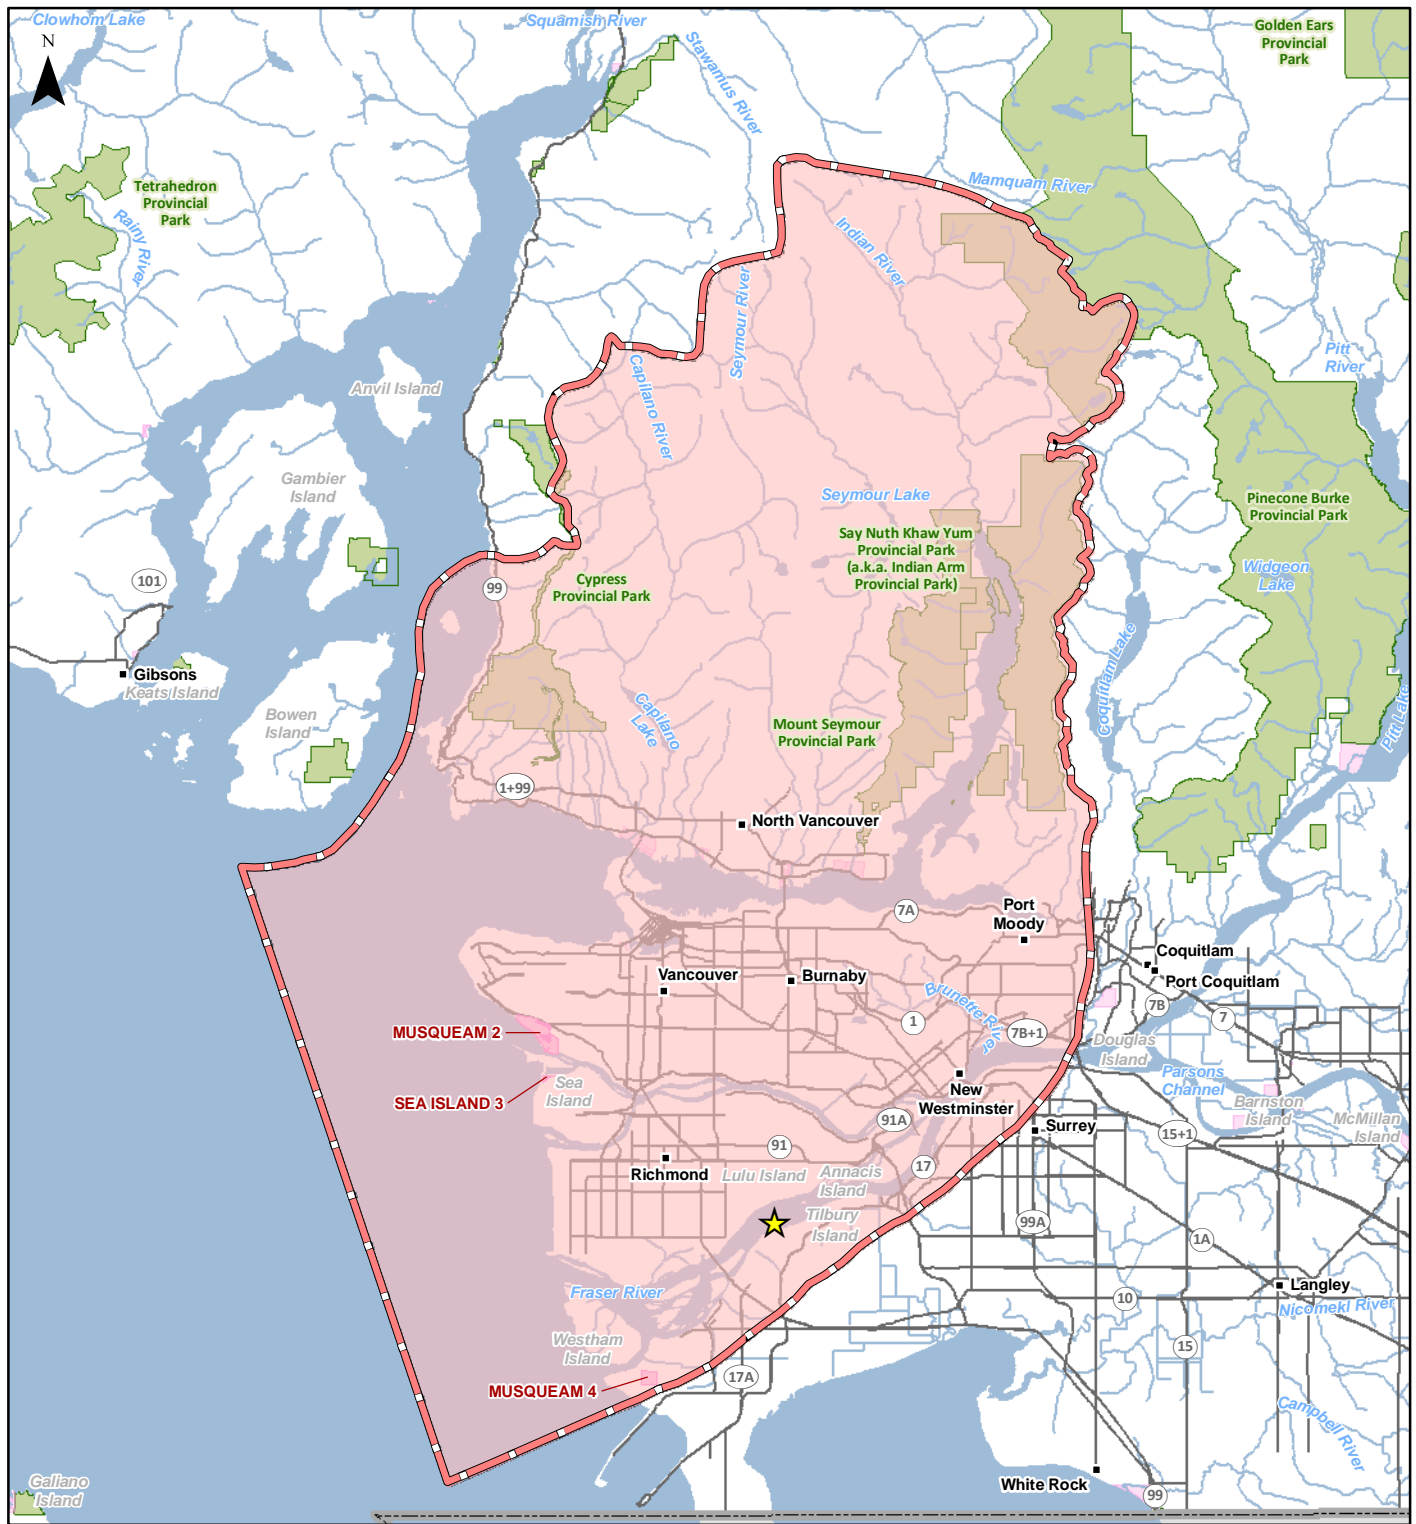 Clowhom Lake
Squamish River
Golden Ears
Provincial
Park
N
Stawamus River
Tetrahedron
Provincial
Park
Mamquam River
Rainy River
Indian River
Seymour River
Pitt
River
Capilano River
Anvil Island
Gambier
Island
Seymour Lake
Pinecone Burke
Provincial Park
Say Nuth Khaw Yum
Provincial Park
(a.k.a. Indian Arm
Provincial Park)
Widgeon
Lake
101
99
Cypress
Provincial Park
Coquitlam Lake
Gibsons
Keats Island
Bowen
Island
Capilano
Lake
Mount Seymour
Provincial Park
Pitt Lake
1+99
North Vancouver
7A
Port
Moody
Coquitlam
Port Coquitlam
Vancouver
Burnaby
Brunette River
7B
7
1
7B+1
MUSQUEAM 2
Douglas
Island
Parsons
Channel
Sea
Island
SEA ISLAND 3
New
Westminster
Barnston
Island
McMillan
Island
91A
Surrey
15+1
91
17
Richmond
Lulu Island
Annacis
Island
Tilbury
Island
99A
1A
Fraser River
Langley
10
Nicomekl River
Westham
Island
15
17A
MUSQUEAM 4
Campbell River
Galiano
Island
White Rock
99